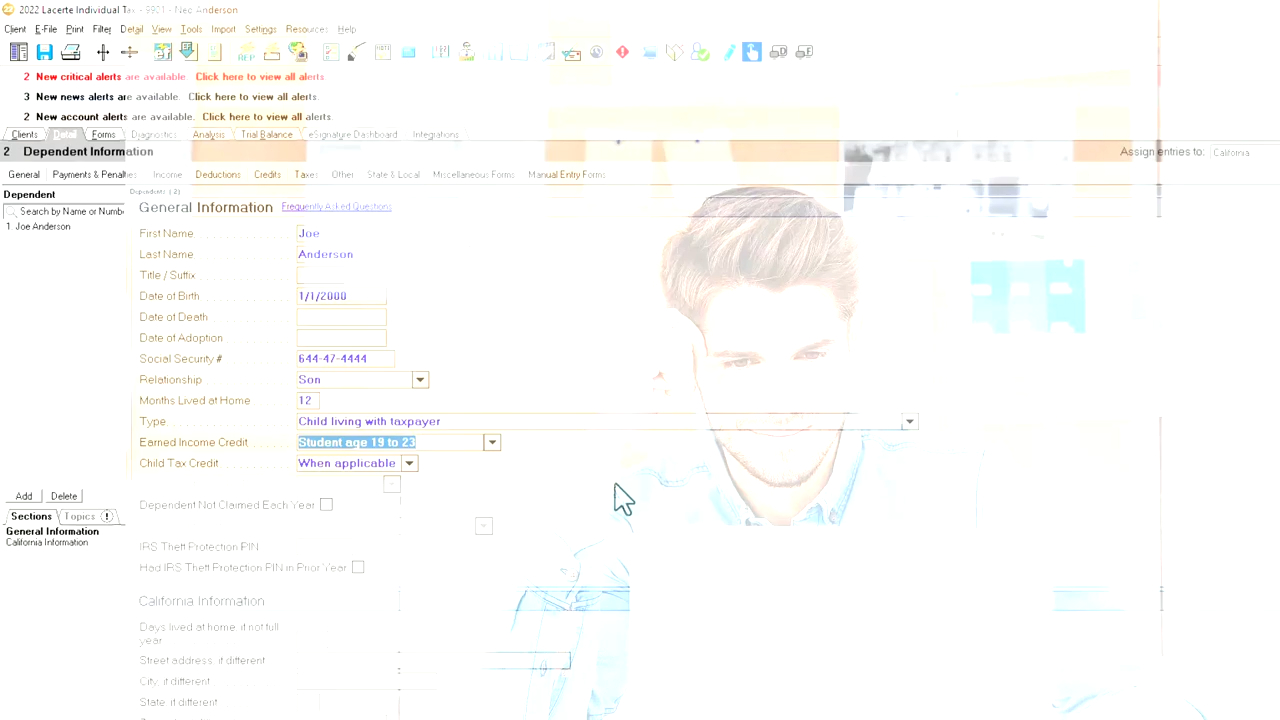 2022 Lacerte Individual Tax - 9901 - Neo Anderson
Client E-File Print Filter Detail View Tools Import Settings Resources Help
2 New critical alerts are available. Click here to view all alerts.
3 New news alerts are available. Click here to view all alerts.
2 New account alerts are available. Click here to view all alerts.
Clients Detail Forms Diagnostics Analysis Trial Balance eSignature Dashboard Integrations
2 Dependent Information Assign entries to: California
General Payments & Penalties Income Deductions Credits Taxes Other State & Local Miscellaneous Forms Manual Entry Forms
Dependent
Dependents (2)
Search by Name or Numbe
1 Joe Anderson
General Information Frequently Asked Questions
First Name Joe
Last Name Anderson
Title / Suffix
Date of Birth 1/1/2000
Date of Death
Date of Adoption
Social Security # 644-47-4444
Relationship Son
Months Lived at Home 12
Type Child living with taxpayer
Earned Income Credit Student age 19 to 23
Child Tax Credit When applicable
Dependent Not Claimed Each Year
IRS Theft Protection PIN
Had IRS Theft Protection PIN in Prior Year
California Information
Days lived at home, if not full
year
Street address, if different
City, if different
State, if different
Add Delete
Sections Topics
General Information
California Information